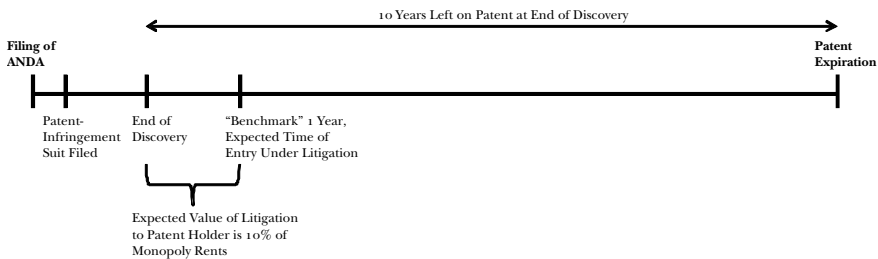 10 Years Left on Patent at End of Discovery
Filing of
ANDA
Patent
Expiration
Patent-
Infringement
Suit Filed
End of
Discovery
“Benchmark” 1 Year,
Expected Time of
Entry Under Litigation
Expected Value of Litigation
to Patent Holder is 10% of
Monopoly Rents